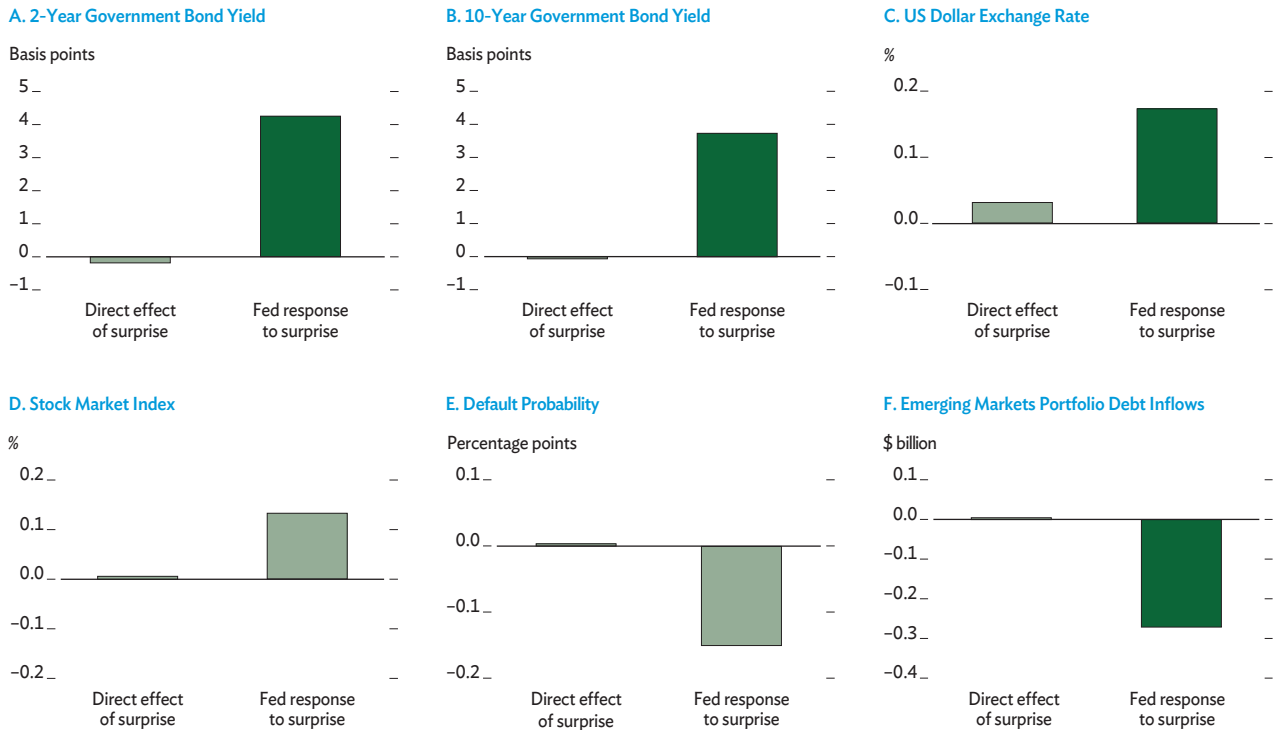 A. 2-Year Government Bond Yield
Basis points
5
4
3
2
1
0
−1
Direct effect
of surprise
Fed response
to surprise
B. 10-Year Government Bond Yield
Basis points
5
4
3
2
1
0
−1
Direct effect
of surprise
Fed response
to surprise
C. US Dollar Exchange Rate
%
0.2
0.1
0.0
−0.1
Direct effect
of surprise
Fed response
to surprise
D. Stock Market Index
%
0.2
0.1
0.0
−0.1
−0.2
Direct effect
of surprise
Fed response
to surprise
E. Default Probability
Percentage points
0.1
0.0
−0.1
−0.2
Direct effect
of surprise
Fed response
to surprise
F. Emerging Markets Portfolio Debt Inflows
$ billion
0.1
0.0
−0.1
−0.2
−0.3
−0.4
Direct effect
of surprise
Fed response
to surprise